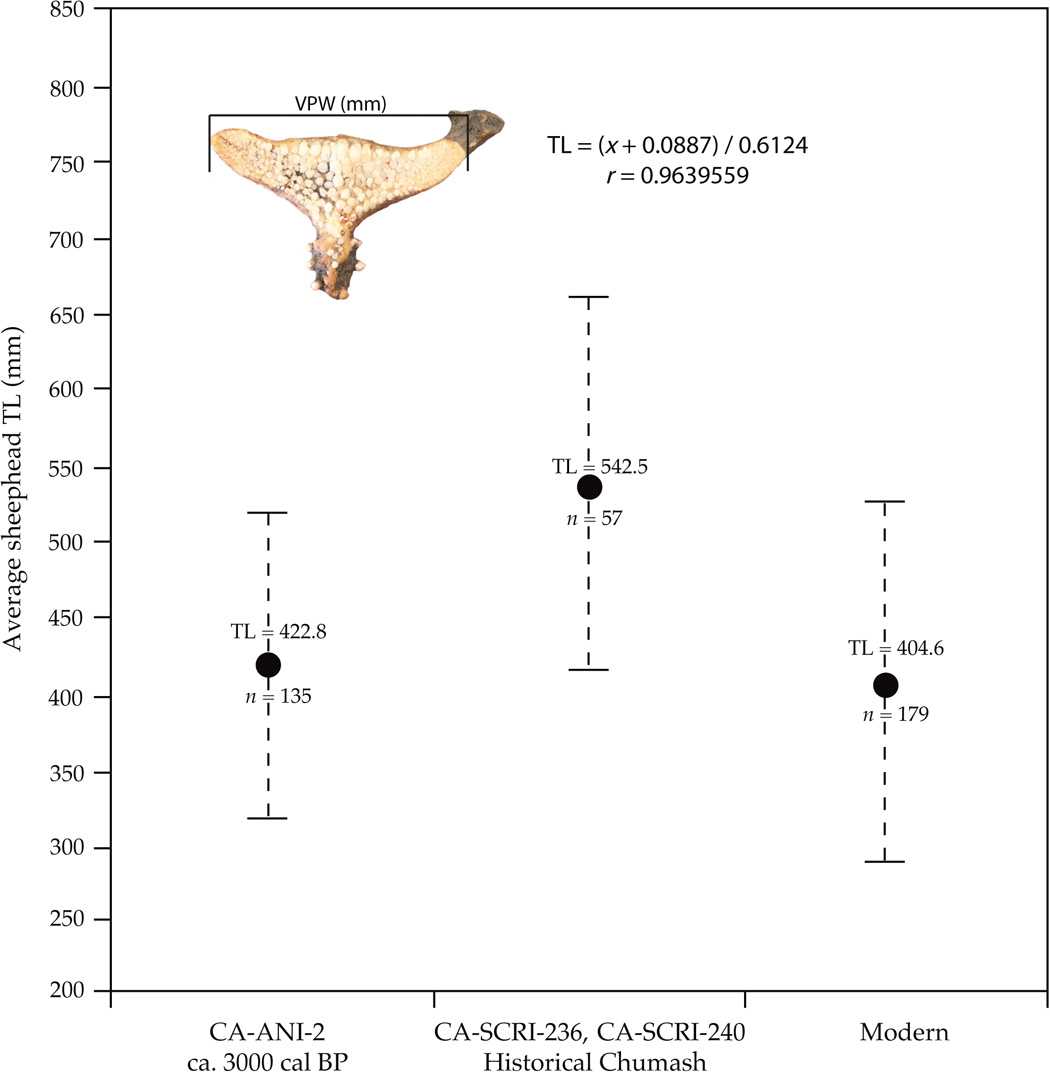 850
800
750
700
650
600
550
500
450
400
350
300
250
200
Average sheephead TL (mm)
VPW (mm)
TL = (x + 0.0887) / 0.6124
r = 0.9639559
TL = 422.8
n = 135
TL = 542.5
n = 57
TL = 404.6
n = 179
CA-ANI-2
ca. 3000 cal BP
CA-SCRI-236, CA-SCRI-240
Historical Chumash
Modern